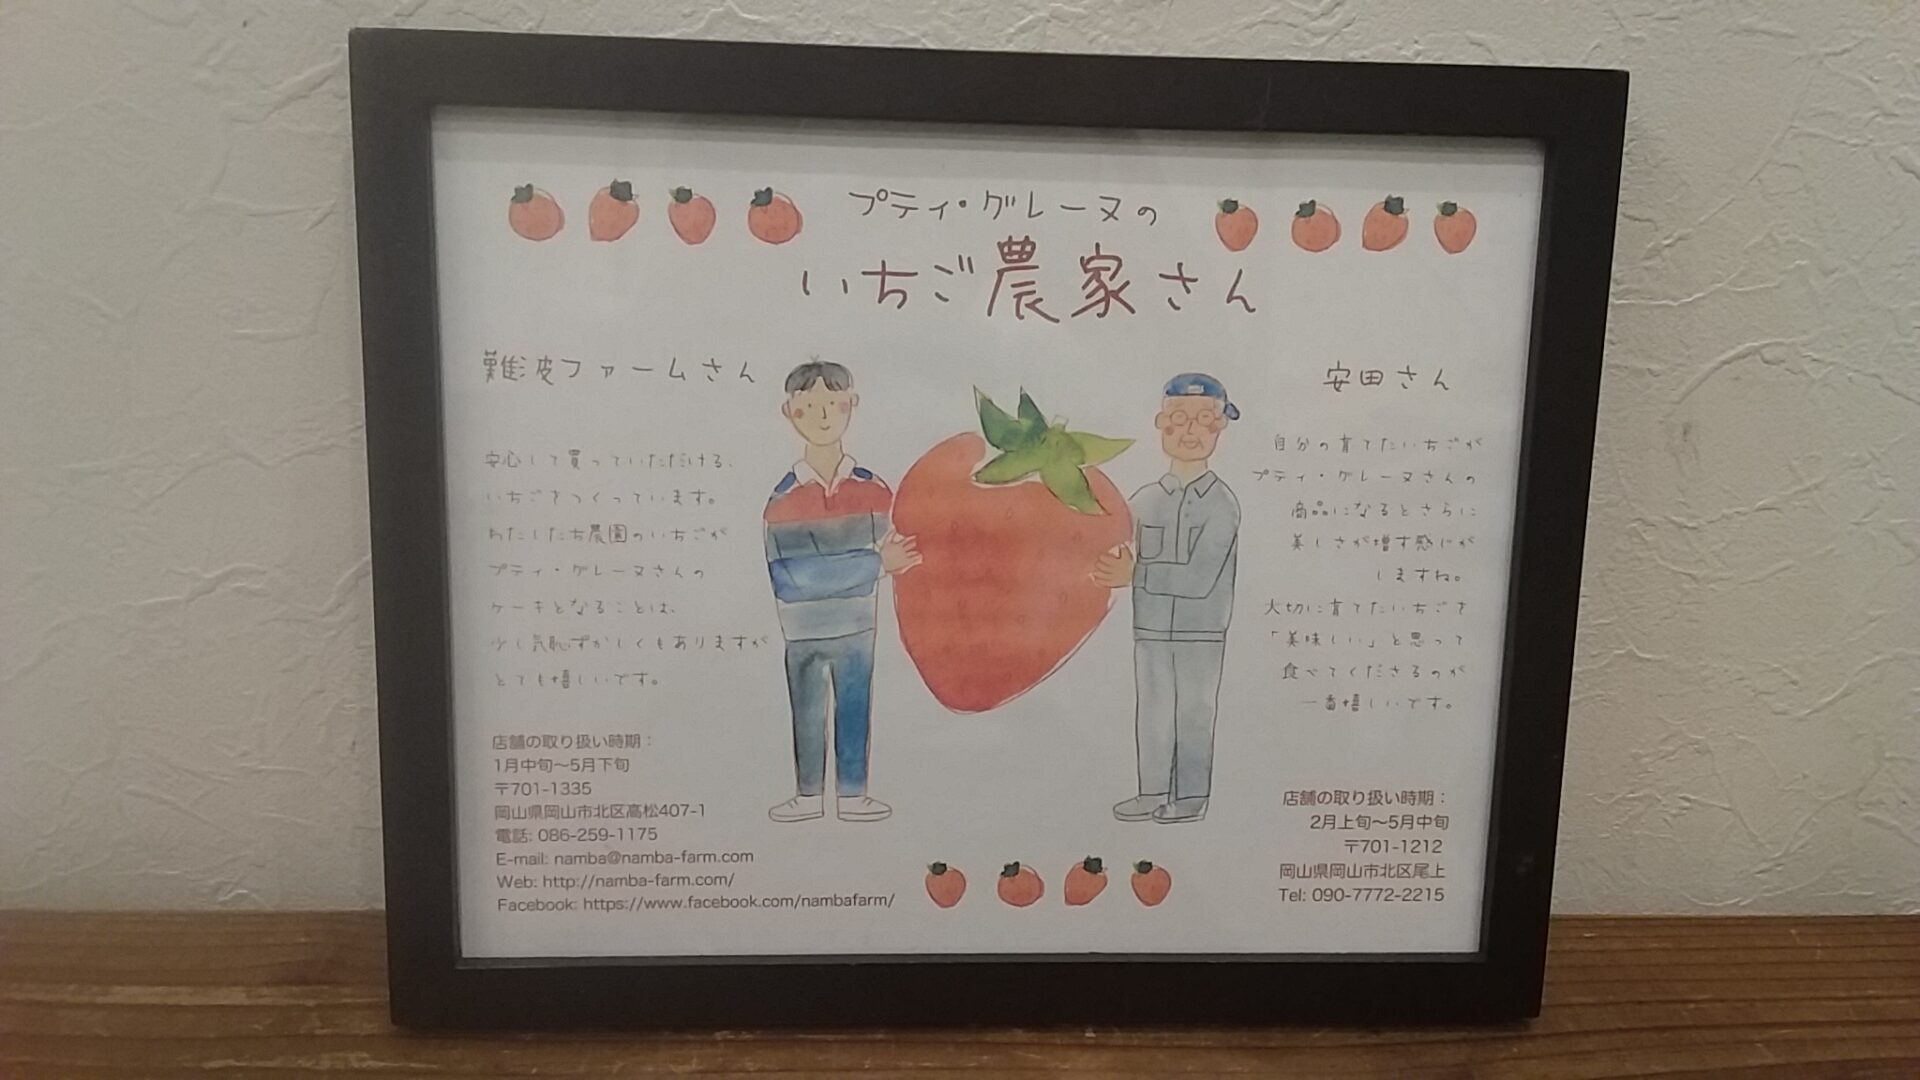 プティ・グレーヌの
いちご農家さん
難波ファームさん
安心して買っていただける、
いちごをつくっています。
わたしたち農園のいちごが
プティ・グレーヌさんの
ケーキとなることは、
少し気恥ずかしくもありますが
とても嬉しいです。
店舗の取り扱い時期：
1月中旬〜5月下旬
〒701-1335
岡山県岡山市北区高松407-1
電話: 086-259-1175
E-mail: namba@namba-farm.com
Web: http://namba-farm.com/
Facebook: https://www.facebook.com/nambafarm/
安田さん
自分の育てたいちごが
プティ・グレーヌさんの
商品になるとさらに
美しさが増す感じが
しますね。
大切に育てたいちごを
「美味しい」と思って
食べてくださるのが
一番嬉しいです。
店舗の取り扱い時期：
2月上旬〜5月中旬
〒701-1212
岡山県岡山市北区尾上
Tel: 090-7772-2215